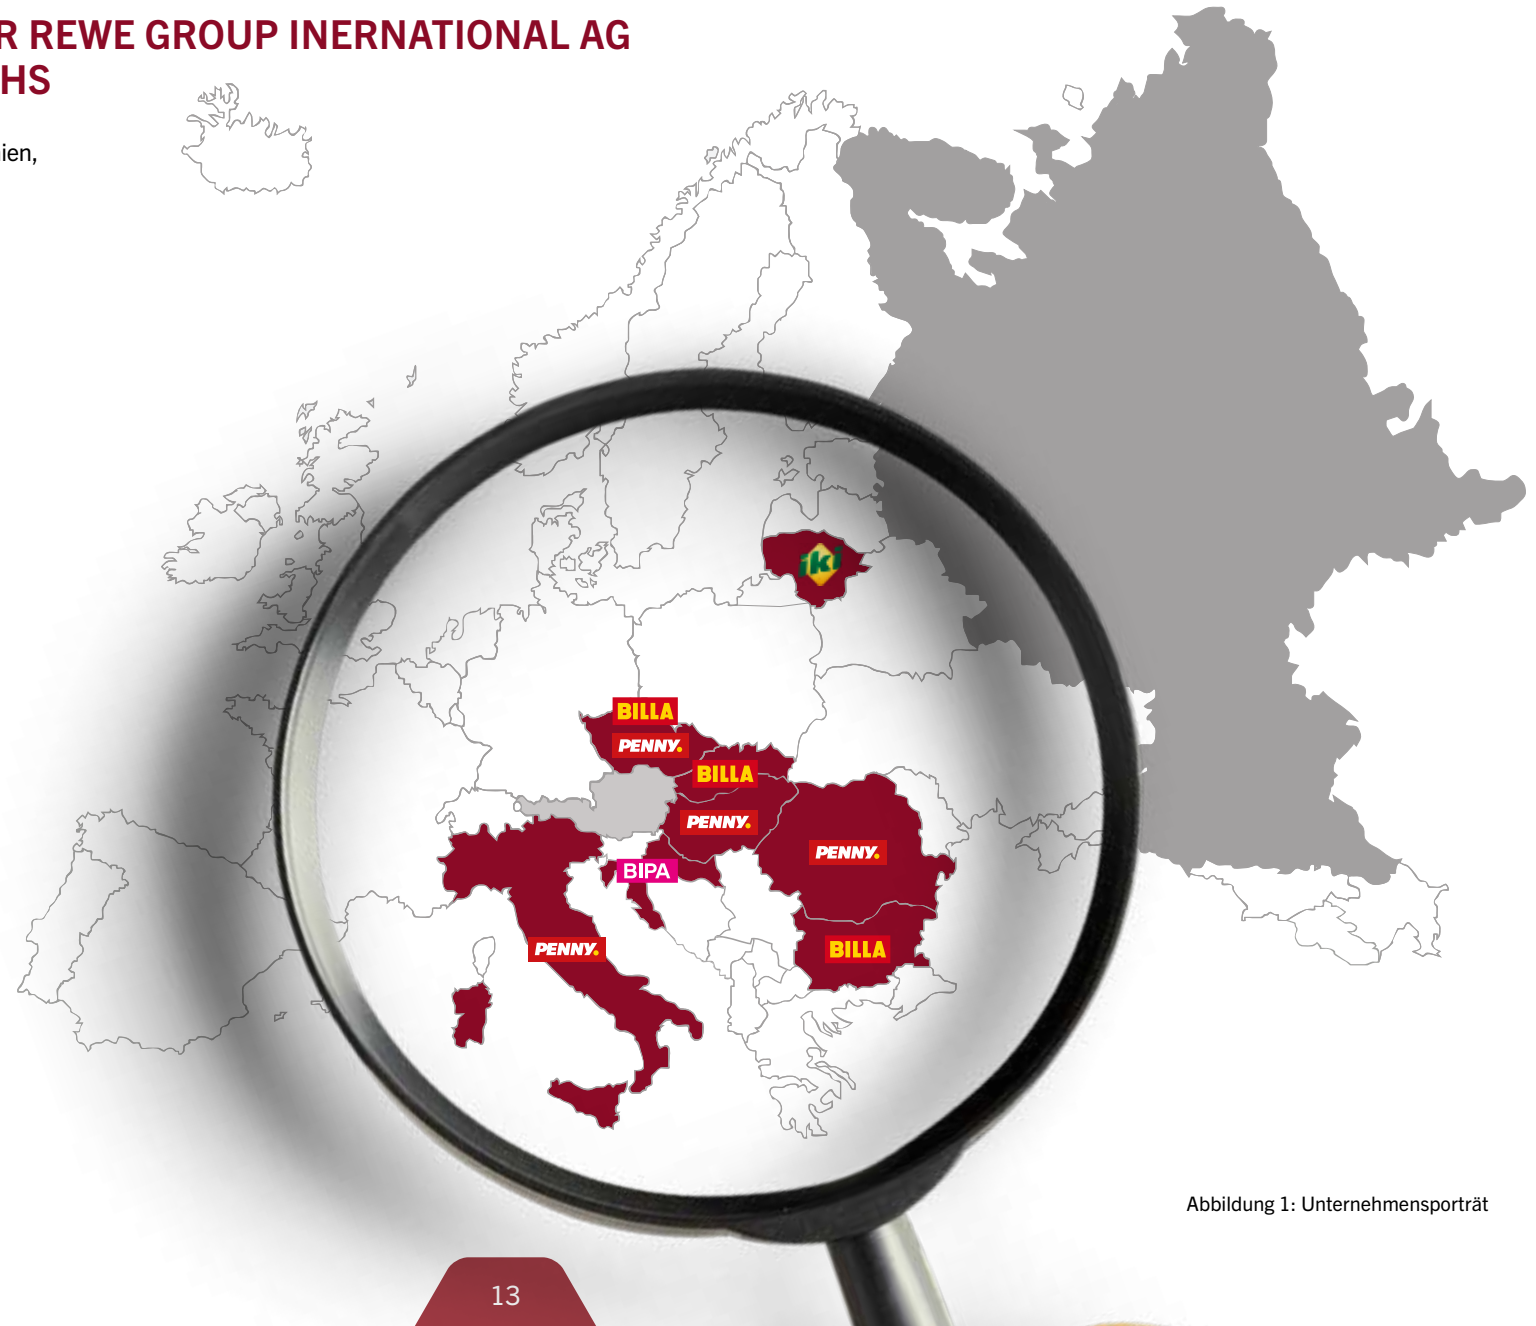 R REWE GROUP INERNATIONAL AG
HS
ien,
iki
BILLA
PENNY.
BILLA
PENNY.
PENNY.
BIPA
PENNY.
BILLA
Abbildung 1: Unternehmensporträt
13